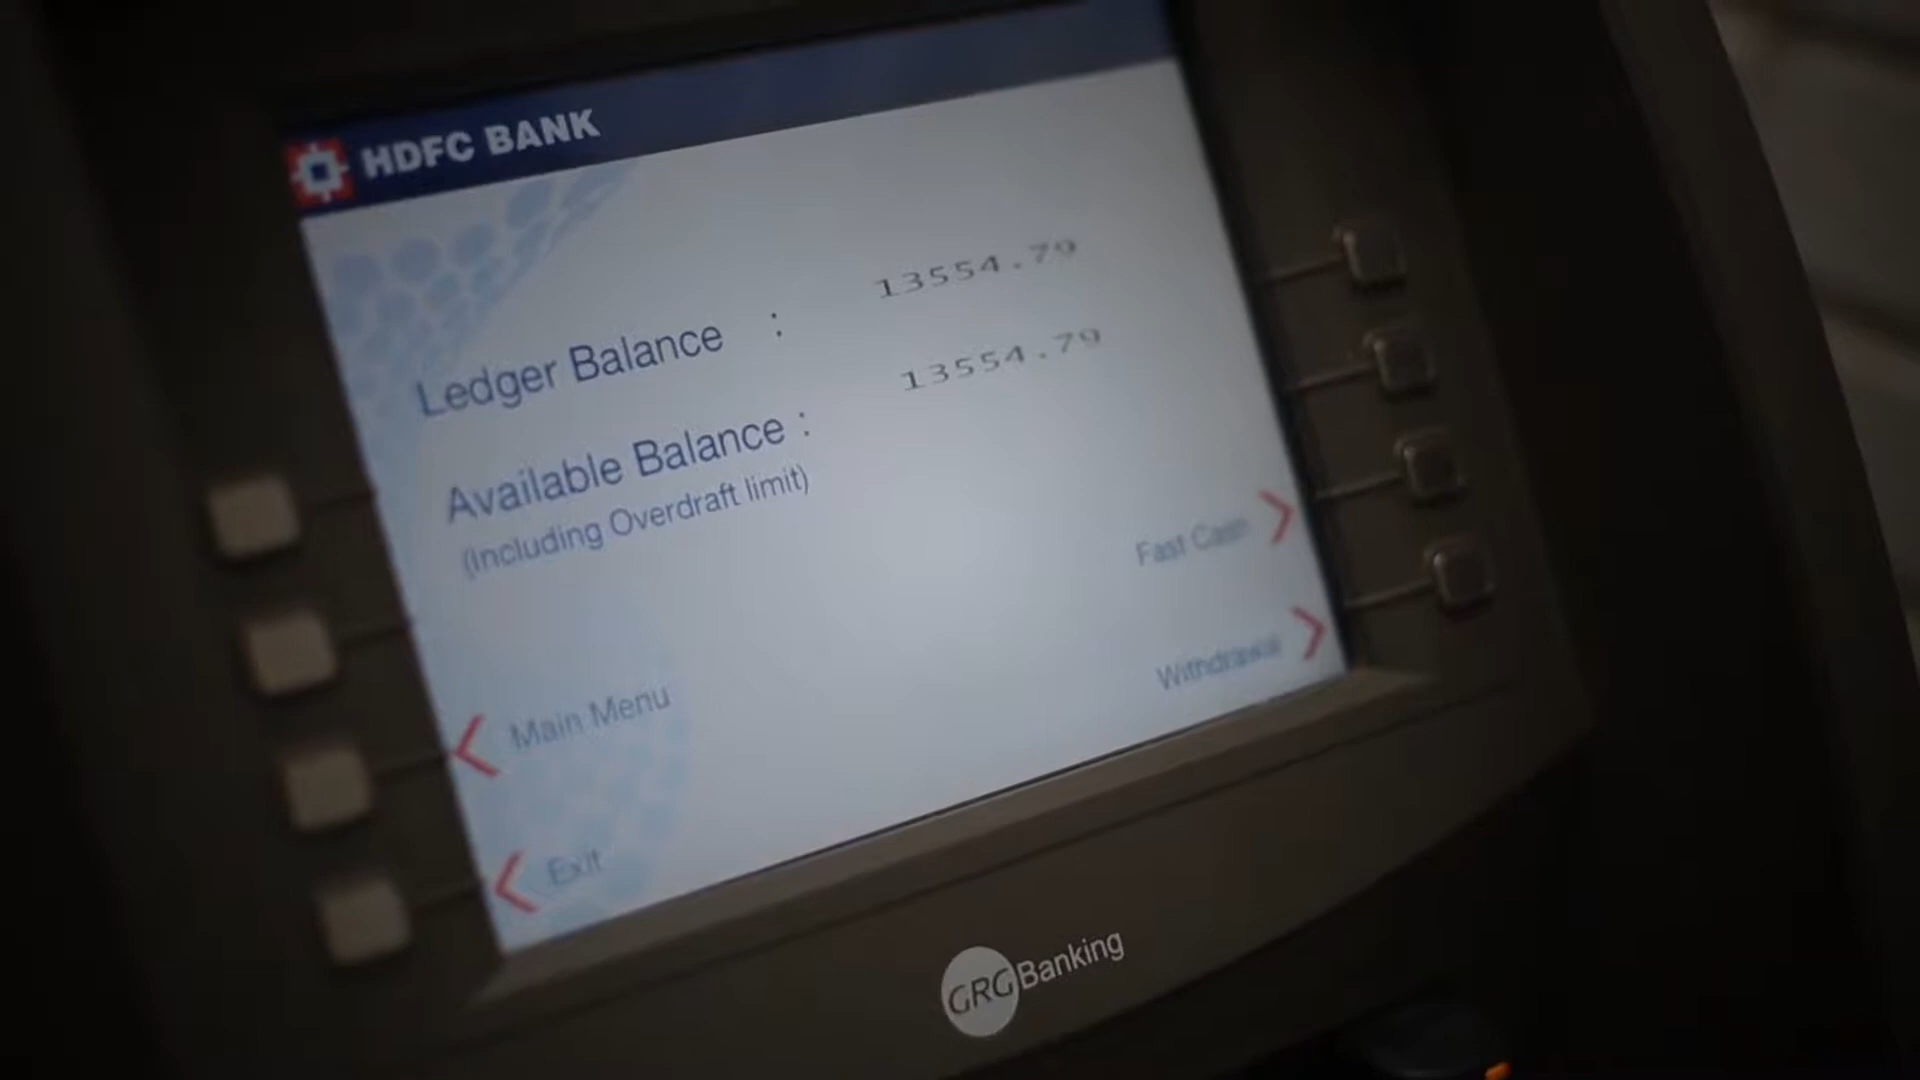 HDFC BANK
Ledger Balance : 13554.79
Available Balance : 13554.79
(Including Overdraft limit)
Fast Cash
Main Menu
Withdrawal
Exit
GRG Banking